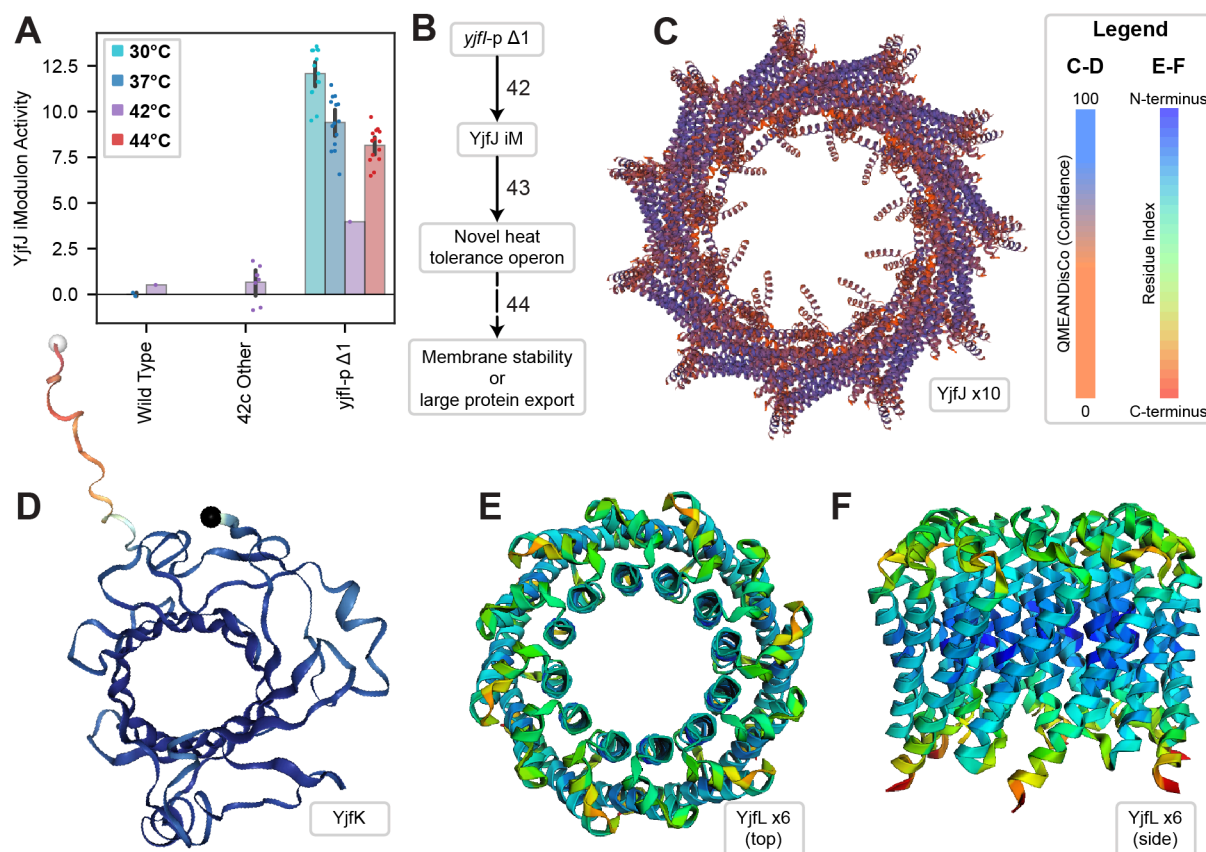 A
30°C
37°C
42°C
44°C
YjfJ iModulon Activity
12.5
10.0
7.5
5.0
2.5
0.0
Wild Type
42c Other
yjfI-p Δ1
B
yjfI-p Δ1
42
YjfJ iM
43
Novel heat
tolerance operon
44
Membrane stability
or
large protein export
C
YjfJ x10
Legend
C-D
E-F
100
0
QMEANDisCo (Confidence)
N-terminus
C-terminus
Residue Index
D
YjfK
E
YjfL x6
(top)
F
YjfL x6
(side)